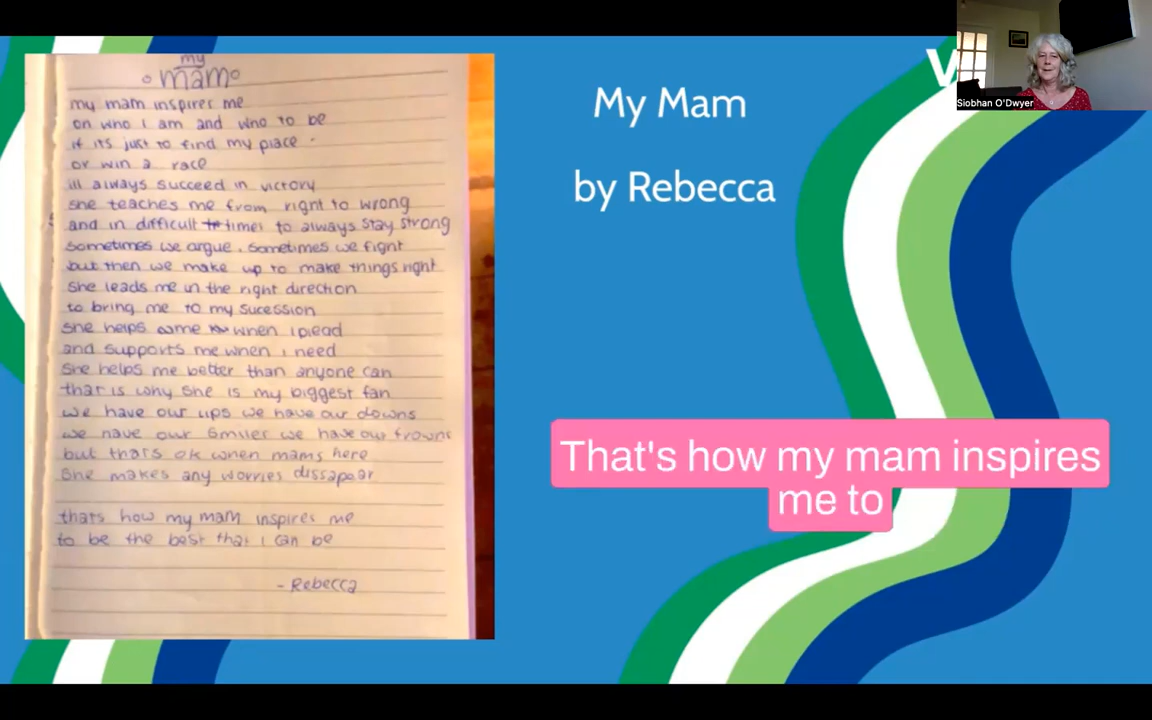 my
mam
my mam inspires me
on who I am and who to be
if its just to find my place
or win a race
ill always succeed in victory
she teaches me from right to wrong
and in difficult times to always stay strong
sometimes we argue, sometimes we fight
but then we make up to make things right
She leads me in the right direction
to bring me to my sucession
She helps me when I plead
and supports me when I need
She helps me better than anyone can
that is why she is my biggest fan
we have our ups we have our downs
we have our smiles we have our frowns
but thats ok when mams here
She makes any worries dissapear
thats how my mam inspires me
to be the best that I can be
- Rebecca
My Mam
by Rebecca
Siobhan O'Dwyer
That's how my mam inspires
me to